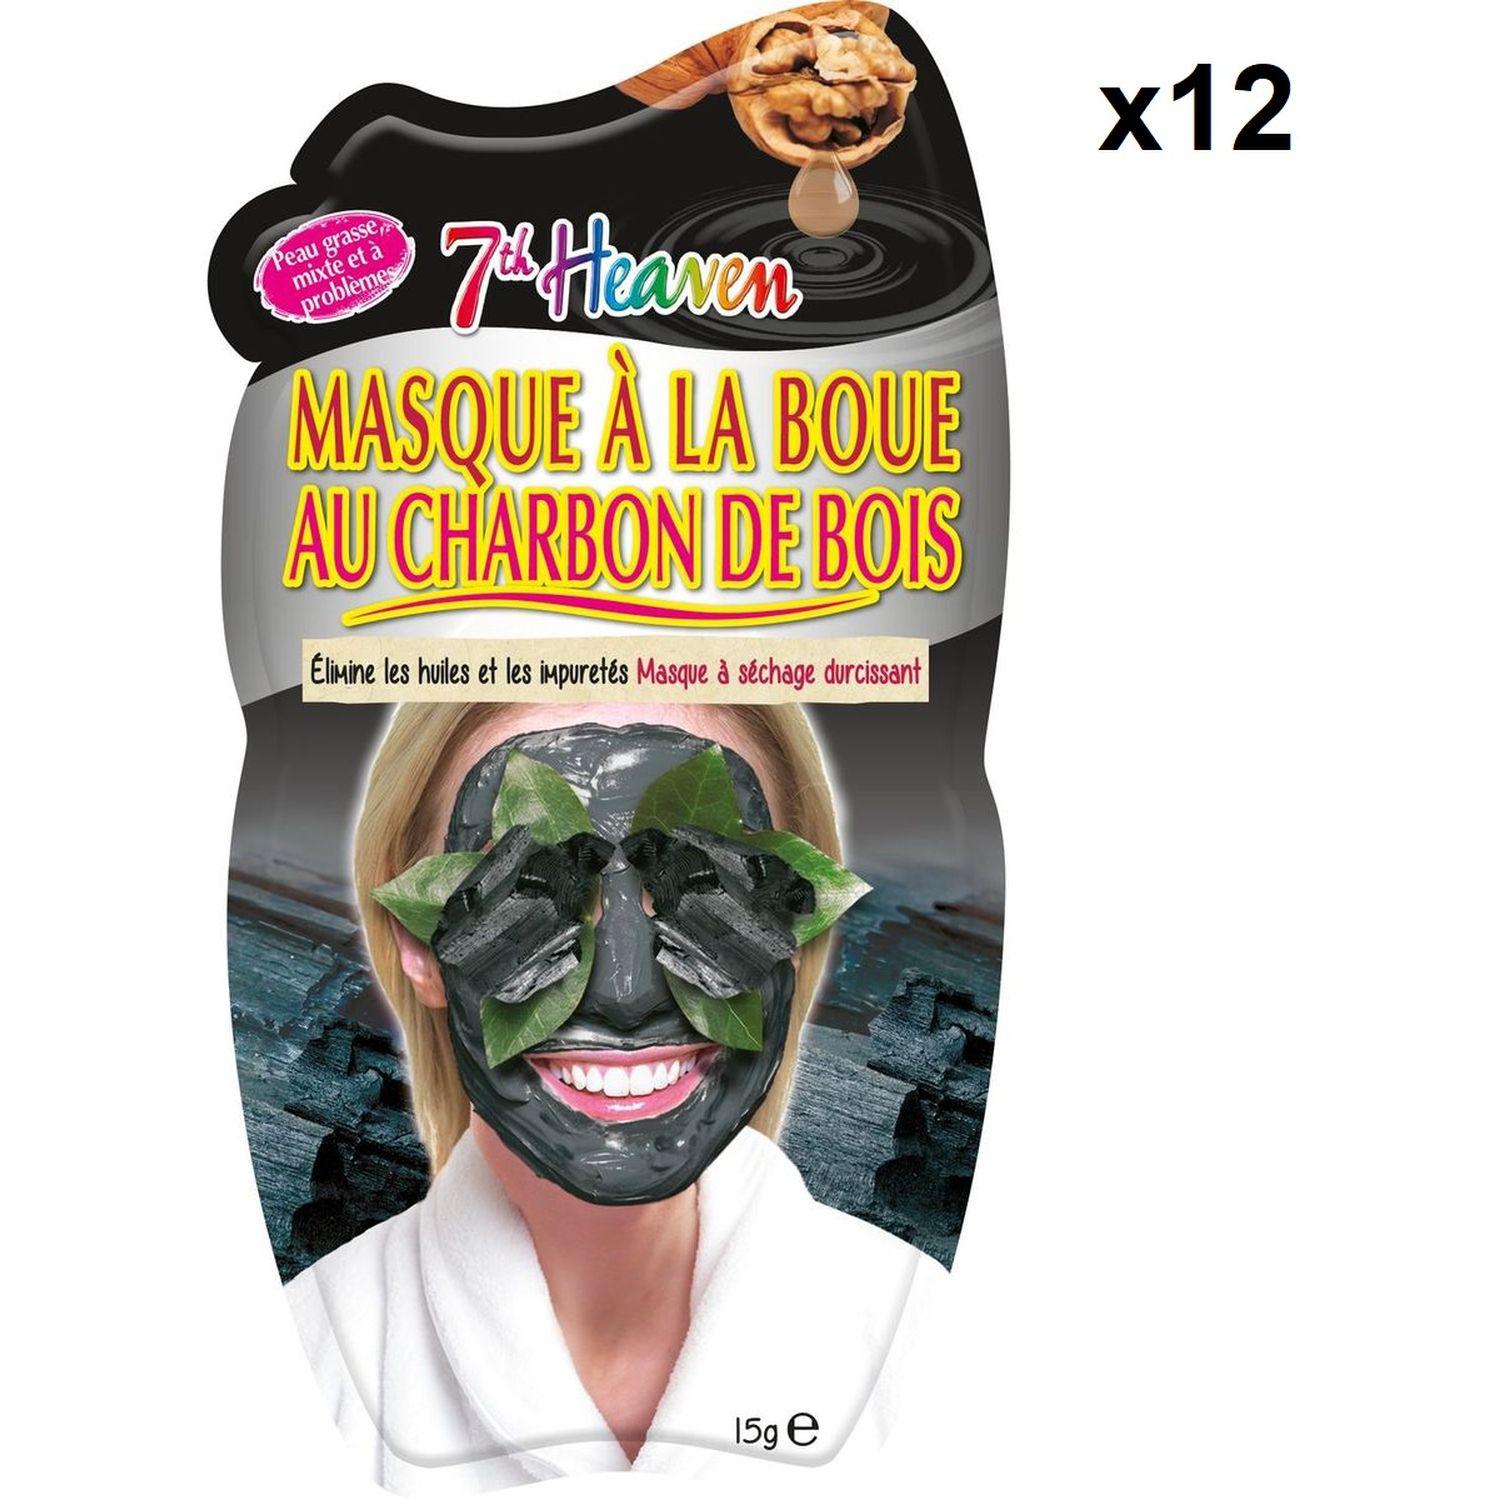 x12
Peau grasse,
mixte et à
problèmes
7th Heaven
MASQUE À LA BOUE
AU CHARBON DE BOIS
Élimine les huiles et les impuretés Masque à séchage durcissant
15g e